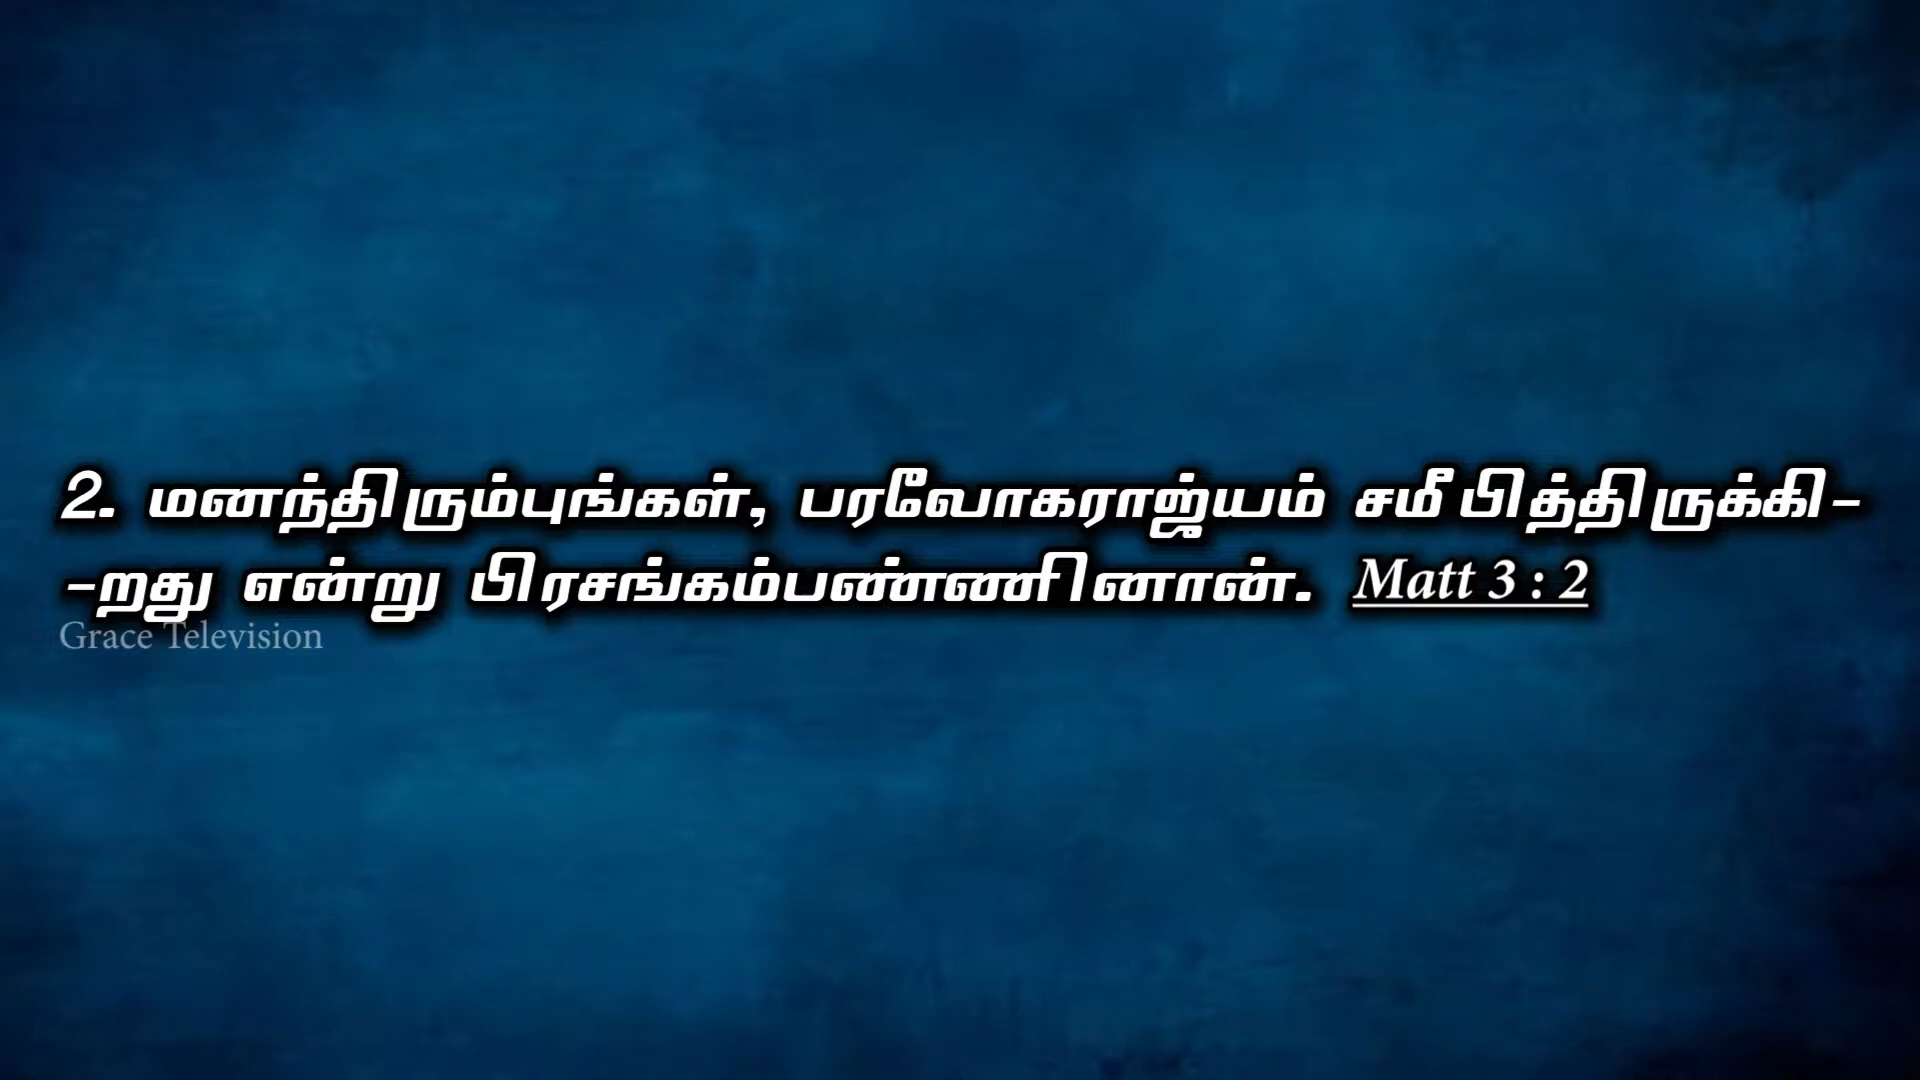 2. மனந்திரும்புங்கள், பரலோகராஜ்யம் சமீபித்திருக்கி-
-றது என்று பிரசங்கம்பண்ணினான். Matt 3 : 2
Grace Television